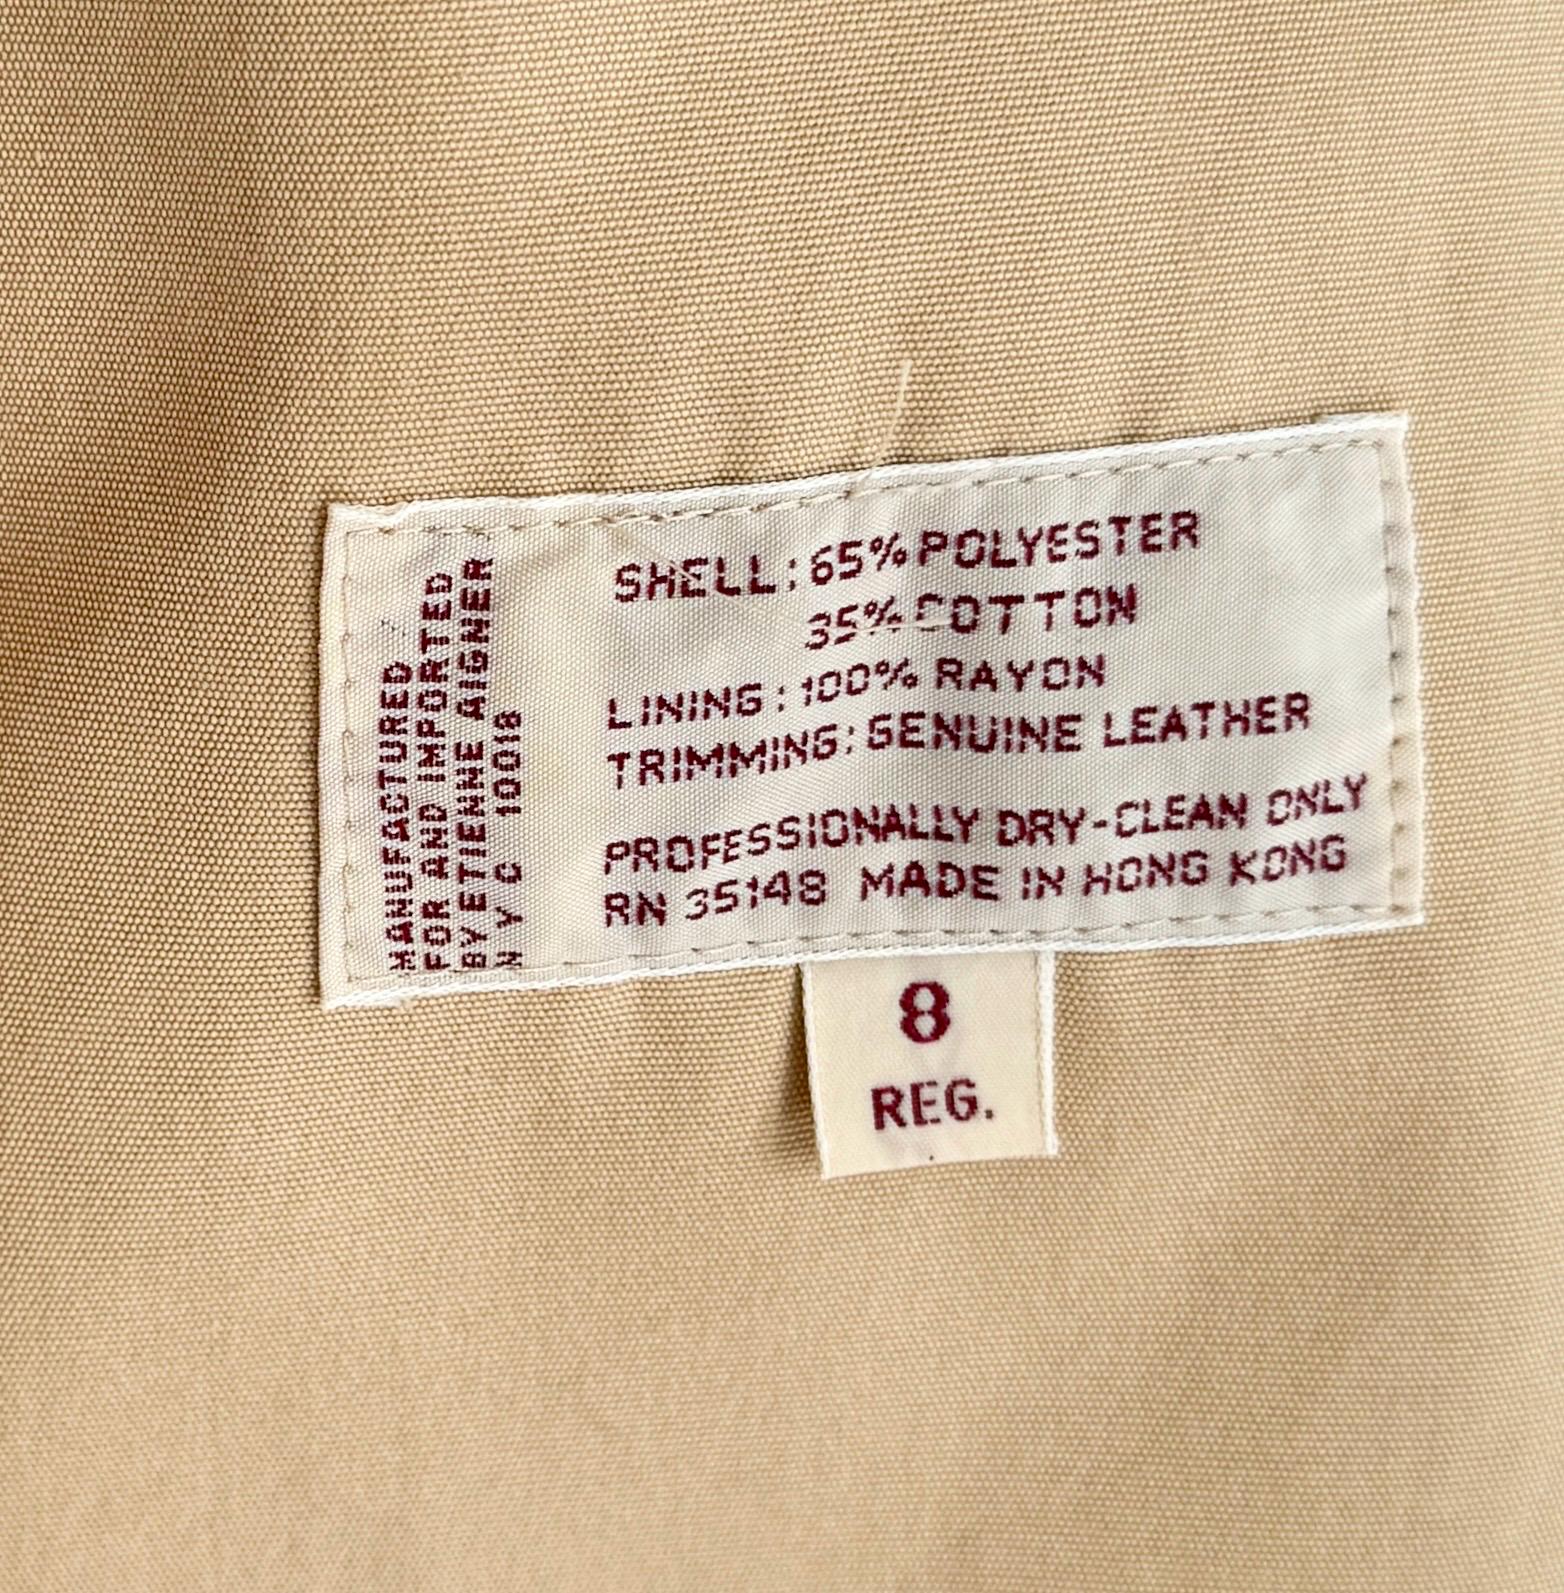 MANUFACTURED
FOR AND IMPORTED
BY ETIENNE AIGNER
N Y C 10018
SHELL: 65% POLYESTER
35% COTTON
LINING: 100% RAYON
TRIMMING: GENUINE LEATHER
PROFESSIONALLY DRY-CLEAN ONLY
RN 35148 MADE IN HONG KONG
8
REG.